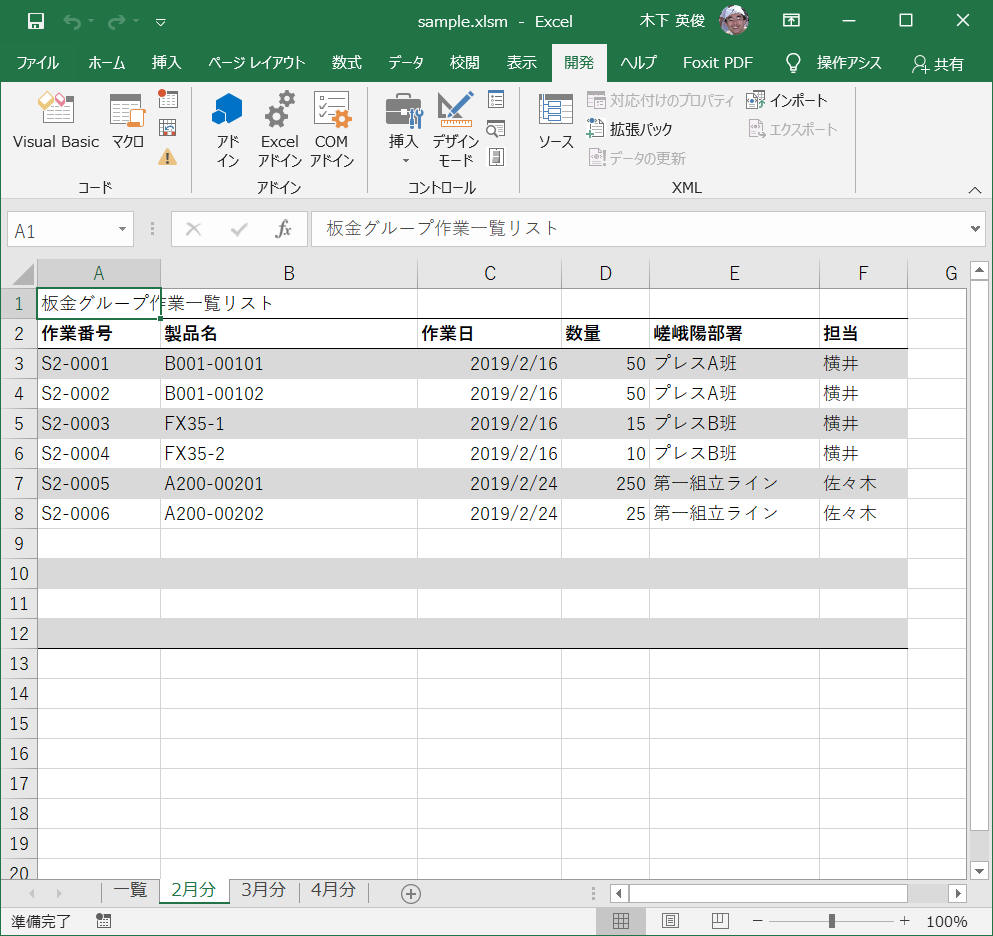 sample.xlsm - Excel 木下 英俊
ファイル ホーム 挿入 ページ レイアウト 数式 データ 校閲 表示 開発 ヘルプ Foxit PDF 操作アシス 共有
Visual Basic マクロ
コード
アドイン Excel アドイン COM アドイン
アドイン
挿入 デザイン モード
コントロール
ソース 対応付けのプロパティ 拡張パック データの更新 インポート エクスポート
XML
A1 fx 板金グループ作業一覧リスト
A B C D E F G
1 板金グループ作業一覧リスト
2 作業番号 製品名 作業日 数量 嵯峨陽部署 担当
3 S2-0001 B001-00101 2019/2/16 50 プレスA班 横井
4 S2-0002 B001-00102 2019/2/16 50 プレスA班 横井
5 S2-0003 FX35-1 2019/2/16 15 プレスB班 横井
6 S2-0004 FX35-2 2019/2/16 10 プレスB班 横井
7 S2-0005 A200-00201 2019/2/24 250 第一組立ライン 佐々木
8 S2-0006 A200-00202 2019/2/24 25 第一組立ライン 佐々木
9
10
11
12
13
14
15
16
17
18
19
20
一覧 2月分 3月分 4月分
準備完了 100%